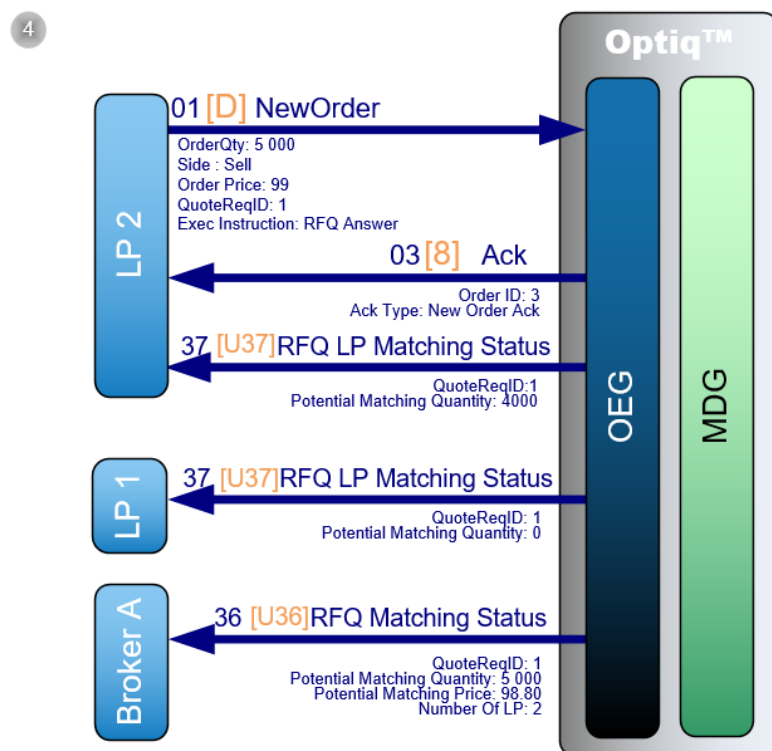 4
Optiq™
01 [D] NewOrder
OrderQty: 5 000
Side : Sell
Order Price: 99
QuoteReqID: 1
Exec Instruction: RFQ Answer
LP 2
03 [8] Ack
Order ID: 3
Ack Type: New Order Ack
37 [U37]RFQ LP Matching Status
QuoteReqID:1
Potential Matching Quantity: 4000
OEG
MDG
LP 1
37 [U37]RFQ LP Matching Status
QuoteReqID: 1
Potential Matching Quantity: 0
Broker A
36 [U36]RFQ Matching Status
QuoteReqID: 1
Potential Matching Quantity: 5 000
Potential Matching Price: 98.80
Number Of LP: 2